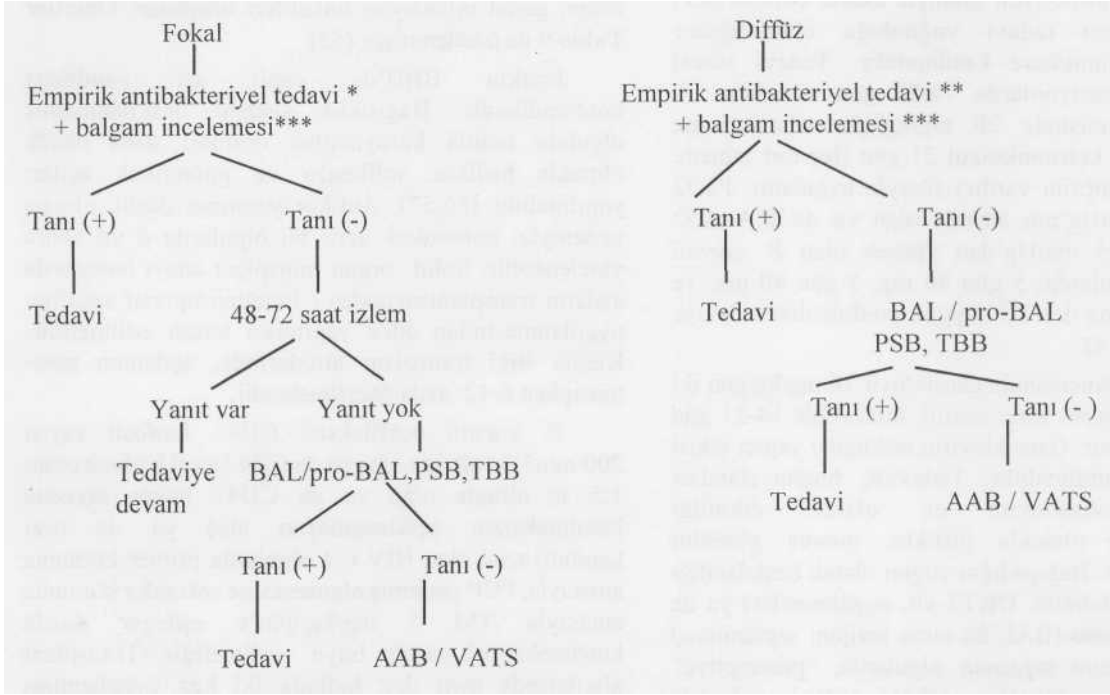 Fokal
Empirik antibakteriyel tedavi *
+ balgam incelemesi***
Tanı (+) Tanı (-)
Tedavi 48-72 saat izlem
Yanıt var Yanıt yok
Tedaviye BAL/pro-BAL,PSB,TBB
devam
Tanı (+) Tanı (-)
Tedavi AAB / VATS
Diffüz
Empirik antibakteriyel tedavi **
+ balgam incelemesi ***
Tanı (+) Tanı (-)
Tedavi BAL / pro-BAL
PSB, TBB
Tanı (+) Tanı (-)
Tedavi AAB / VATS